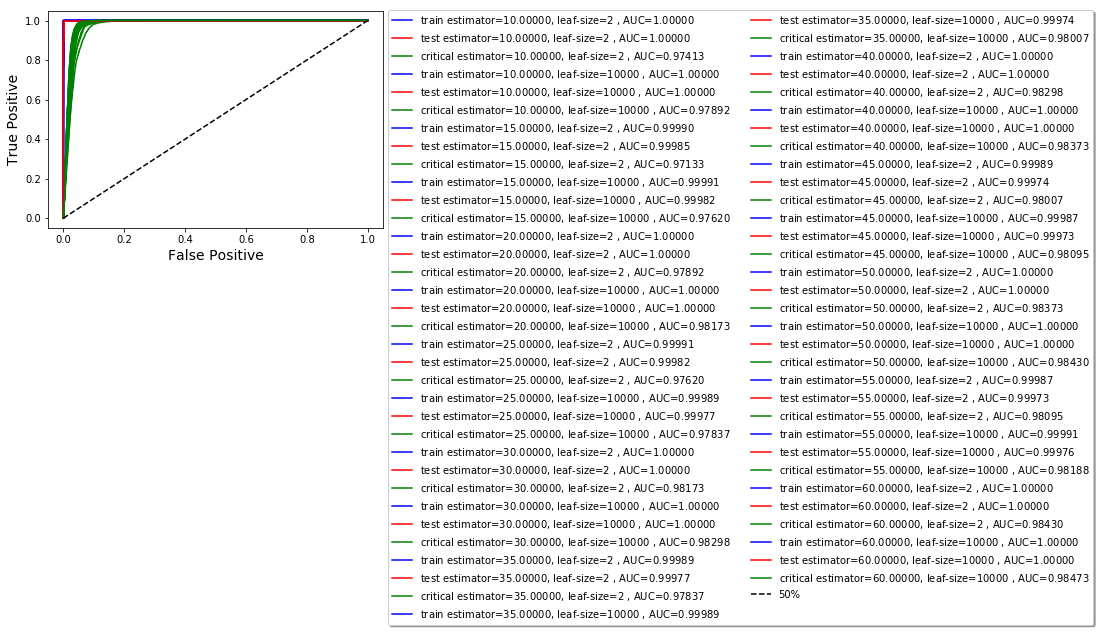 True Positive
1.0
0.8
0.6
0.4
0.2
0.0
0.0 0.2 0.4 0.6 0.8 1.0
False Positive
train estimator=10.00000, leaf-size=2 , AUC=1.00000
test estimator=10.00000, leaf-size=2 , AUC=1.00000
critical estimator=10.00000, leaf-size=2 , AUC=0.97413
train estimator=10.00000, leaf-size=10000 , AUC=1.00000
test estimator=10.00000, leaf-size=10000 , AUC=1.00000
critical estimator=10.00000, leaf-size=10000 , AUC=0.97892
train estimator=15.00000, leaf-size=2 , AUC=0.99990
test estimator=15.00000, leaf-size=2 , AUC=0.99985
critical estimator=15.00000, leaf-size=2 , AUC=0.97133
train estimator=15.00000, leaf-size=10000 , AUC=0.99991
test estimator=15.00000, leaf-size=10000 , AUC=0.99982
critical estimator=15.00000, leaf-size=10000 , AUC=0.97620
train estimator=20.00000, leaf-size=2 , AUC=1.00000
test estimator=20.00000, leaf-size=2 , AUC=1.00000
critical estimator=20.00000, leaf-size=2 , AUC=0.97892
train estimator=20.00000, leaf-size=10000 , AUC=1.00000
test estimator=20.00000, leaf-size=10000 , AUC=1.00000
critical estimator=20.00000, leaf-size=10000 , AUC=0.98173
train estimator=25.00000, leaf-size=2 , AUC=0.99991
test estimator=25.00000, leaf-size=2 , AUC=0.99982
critical estimator=25.00000, leaf-size=2 , AUC=0.97620
train estimator=25.00000, leaf-size=10000 , AUC=0.99989
test estimator=25.00000, leaf-size=10000 , AUC=0.99977
critical estimator=25.00000, leaf-size=10000 , AUC=0.97837
train estimator=30.00000, leaf-size=2 , AUC=1.00000
test estimator=30.00000, leaf-size=2 , AUC=1.00000
critical estimator=30.00000, leaf-size=2 , AUC=0.98173
train estimator=30.00000, leaf-size=10000 , AUC=1.00000
test estimator=30.00000, leaf-size=10000 , AUC=1.00000
critical estimator=30.00000, leaf-size=10000 , AUC=0.98298
train estimator=35.00000, leaf-size=2 , AUC=0.99989
test estimator=35.00000, leaf-size=2 , AUC=0.99977
critical estimator=35.00000, leaf-size=2 , AUC=0.97837
train estimator=35.00000, leaf-size=10000 , AUC=0.99989
test estimator=35.00000, leaf-size=10000 , AUC=0.99974
critical estimator=35.00000, leaf-size=10000 , AUC=0.98007
train estimator=40.00000, leaf-size=2 , AUC=1.00000
test estimator=40.00000, leaf-size=2 , AUC=1.00000
critical estimator=40.00000, leaf-size=2 , AUC=0.98298
train estimator=40.00000, leaf-size=10000 , AUC=1.00000
test estimator=40.00000, leaf-size=10000 , AUC=1.00000
critical estimator=40.00000, leaf-size=10000 , AUC=0.98373
train estimator=45.00000, leaf-size=2 , AUC=0.99989
test estimator=45.00000, leaf-size=2 , AUC=0.99974
critical estimator=45.00000, leaf-size=2 , AUC=0.98007
train estimator=45.00000, leaf-size=10000 , AUC=0.99987
test estimator=45.00000, leaf-size=10000 , AUC=0.99973
critical estimator=45.00000, leaf-size=10000 , AUC=0.98095
train estimator=50.00000, leaf-size=2 , AUC=1.00000
test estimator=50.00000, leaf-size=2 , AUC=1.00000
critical estimator=50.00000, leaf-size=2 , AUC=0.98373
train estimator=50.00000, leaf-size=10000 , AUC=1.00000
test estimator=50.00000, leaf-size=10000 , AUC=1.00000
critical estimator=50.00000, leaf-size=10000 , AUC=0.98430
train estimator=55.00000, leaf-size=2 , AUC=0.99987
test estimator=55.00000, leaf-size=2 , AUC=0.99973
critical estimator=55.00000, leaf-size=2 , AUC=0.98095
train estimator=55.00000, leaf-size=10000 , AUC=0.99991
test estimator=55.00000, leaf-size=10000 , AUC=0.99976
critical estimator=55.00000, leaf-size=10000 , AUC=0.98188
train estimator=60.00000, leaf-size=2 , AUC=1.00000
test estimator=60.00000, leaf-size=2 , AUC=1.00000
critical estimator=60.00000, leaf-size=2 , AUC=0.98430
train estimator=60.00000, leaf-size=10000 , AUC=1.00000
test estimator=60.00000, leaf-size=10000 , AUC=1.00000
critical estimator=60.00000, leaf-size=10000 , AUC=0.98473
50%